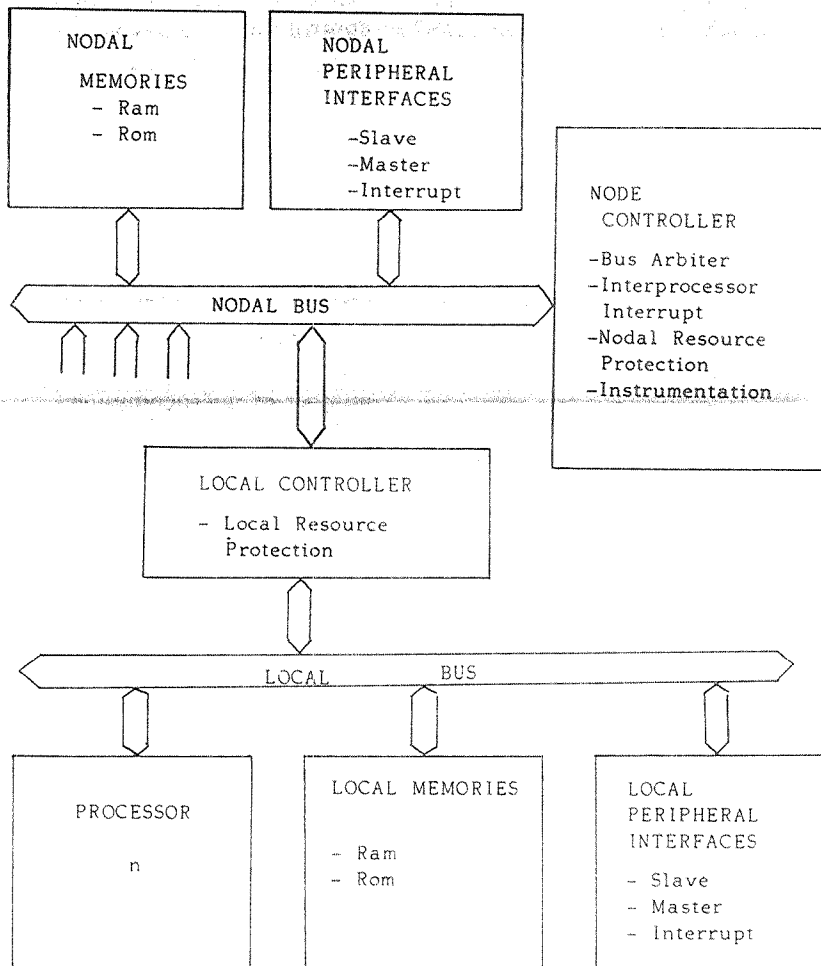 NODAL
MEMORIES
- Ram
- Rom
NODAL
PERIPHERAL
INTERFACES
-Slave
-Master
-Interrupt
NODE
CONTROLLER
-Bus Arbiter
-Interprocessor
Interrupt
-Nodal Resource
Protection
-Instrumentation
NODAL BUS
LOCAL CONTROLLER
- Local Resource
Protection
LOCAL BUS
PROCESSOR
n
LOCAL MEMORIES
- Ram
- Rom
LOCAL
PERIPHERAL
INTERFACES
- Slave
- Master
- Interrupt